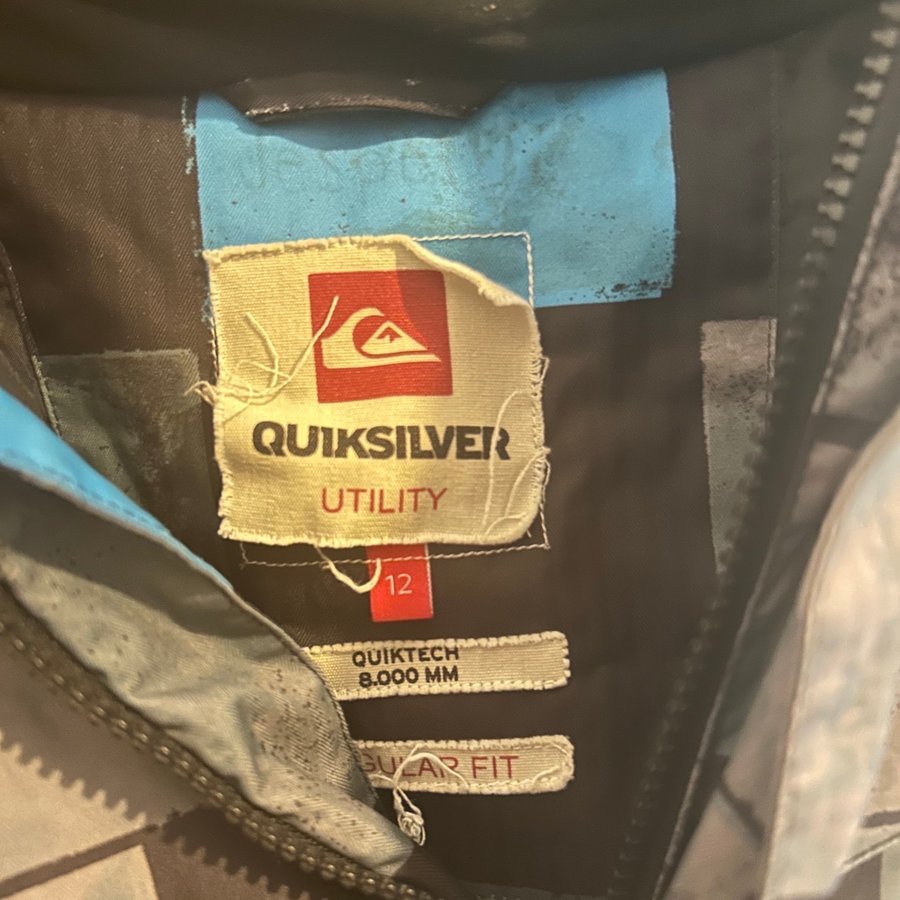 QUIKSILVER
UTILITY
12
QUIKTECH
8.000 MM
GULAR FIT